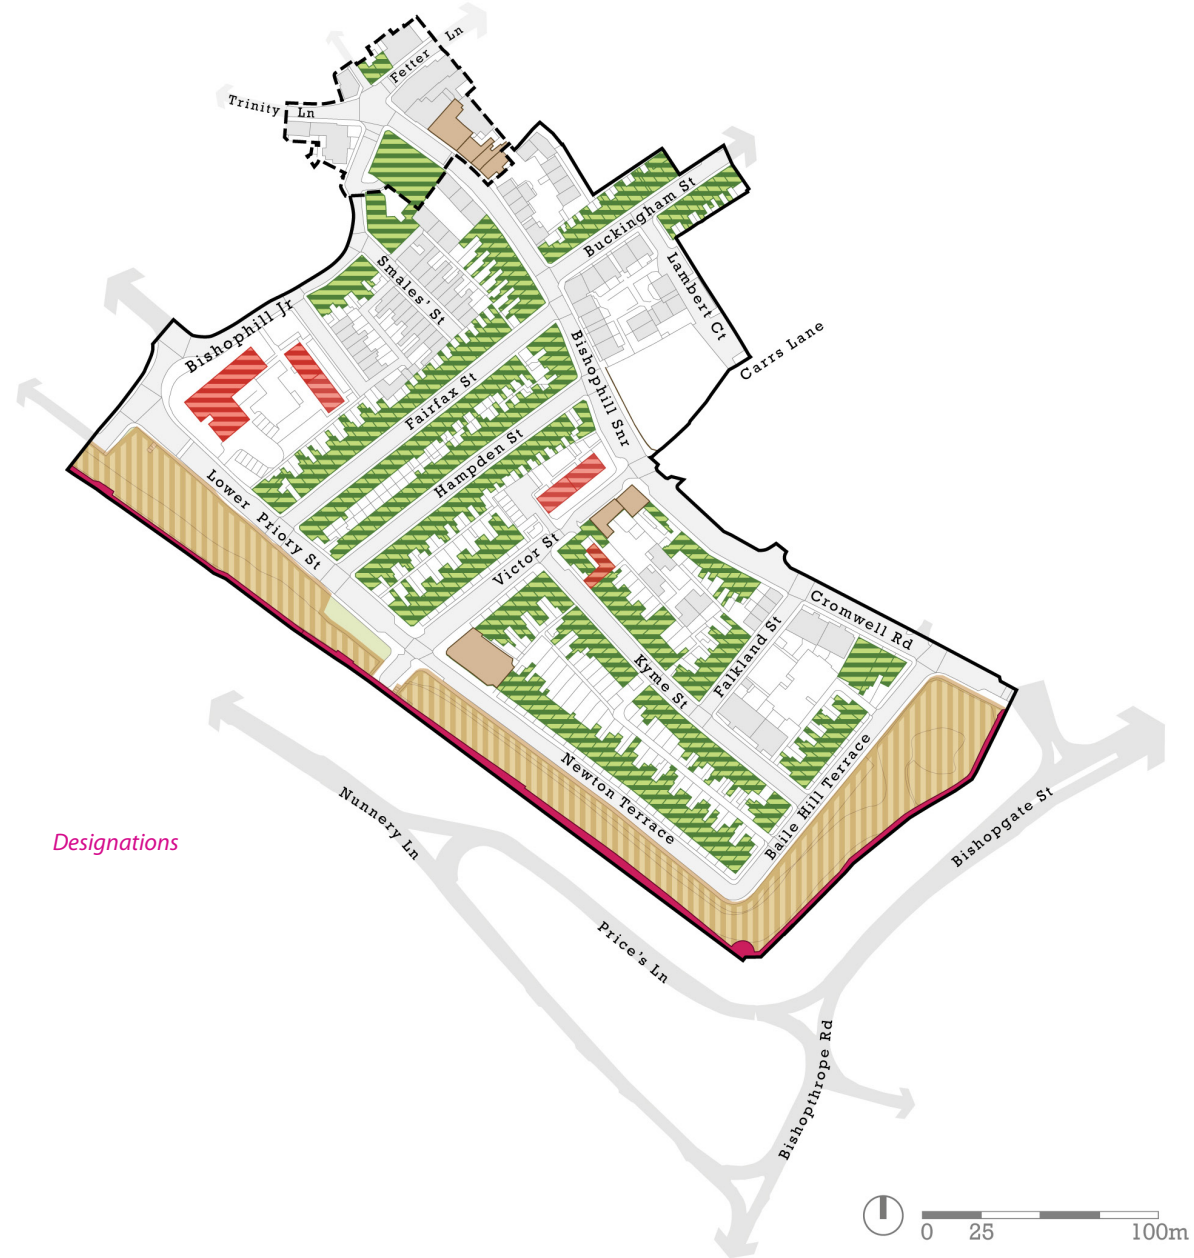 Fetter Ln
Trinity Ln
Buckingham St
Smales' St
Lambert Ct
Bishophill Jr
Carrs Lane
Bishophill Snr
Fairfax St
Hampden St
Lower Priory St
Victor St
Cromwell Rd
Falkland St
Kyme St
Newton Terrace
Baile Hill Terrace
Nunnery Ln
Designations
Bishopgate St
Price's Ln
Bishopthrope Rd
0 25 100m